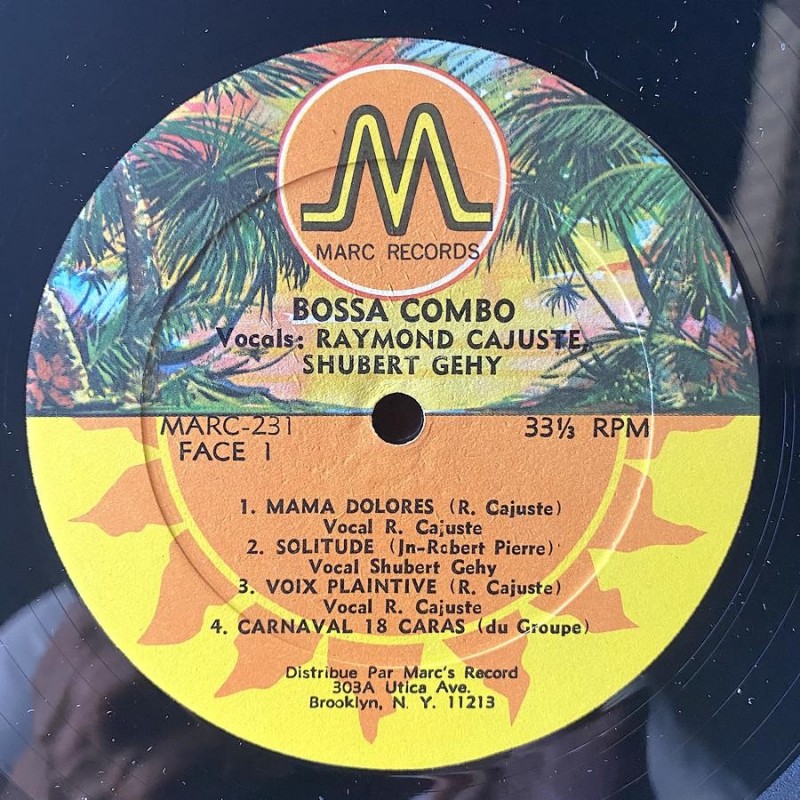 M
MARC RECORDS
BOSSA COMBO
Vocals: RAYMOND CAJUSTE,
SHUBERT GEHY
MARC-231 33⅓ RPM
FACE 1
1. MAMA DOLORES (R. Cajuste)
Vocal R. Cajuste
2. SOLITUDE (Jn-Robert Pierre)
Vocal Shubert Gehy
3. VOIX PLAINTIVE (R. Cajuste)
Vocal R. Cajuste
4. CARNAVAL 18 CARAS (du Groupe)
Distribue Par Marc's Record
303A Utica Ave.
Brooklyn, N. Y. 11213